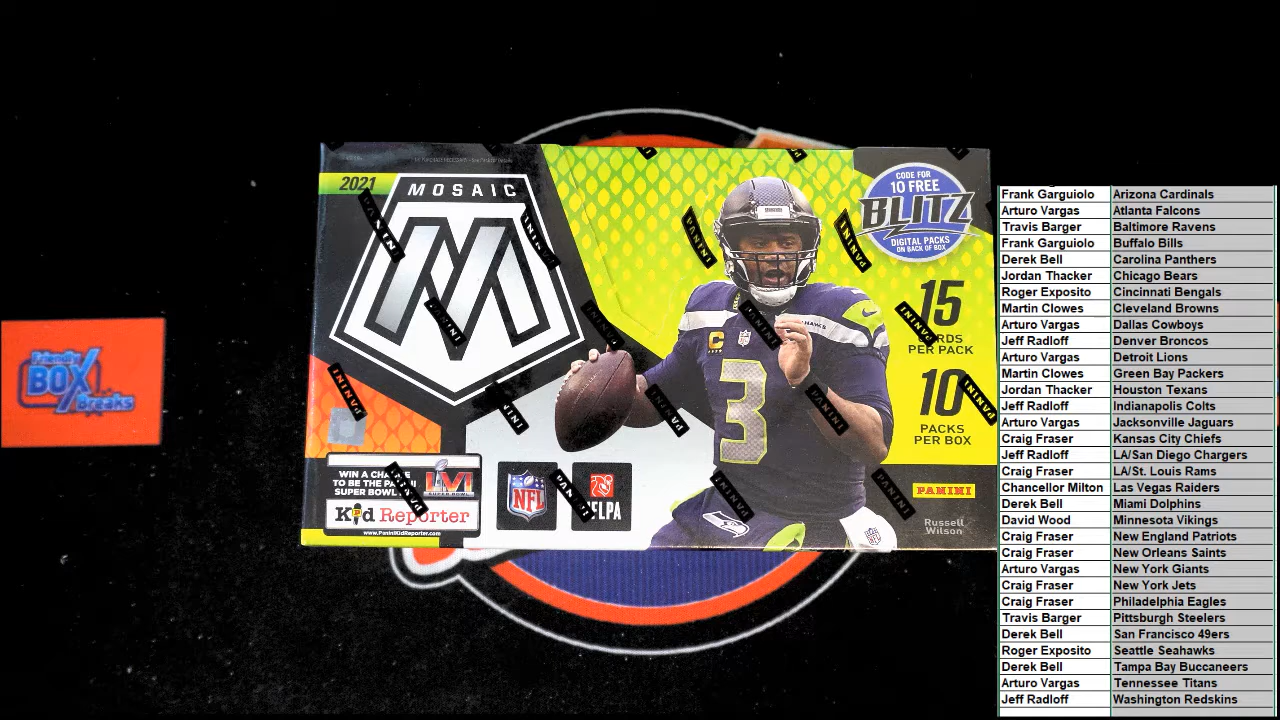 2021
MOSAIC
M
CODE FOR
10 FREE
BLITZ
DIGITAL PACKS
ON BACK OF BOX
15
CARDS
PER PACK
10
PACKS
PER BOX
C
3
PANINI
Russell
Wilson
WIN A CHANCE
TO BE THE PANINI
SUPER BOWL
LVI
SUPER BOWL
Kid Reporter
www.PaniniKidReporter.com
NFL
NFLPA
Friendly
BOX
Breaks
Frank Garguiolo Arizona Cardinals
Arturo Vargas Atlanta Falcons
Travis Barger Baltimore Ravens
Frank Garguiolo Buffalo Bills
Derek Bell Carolina Panthers
Jordan Thacker Chicago Bears
Roger Exposito Cincinnati Bengals
Martin Clowes Cleveland Browns
Arturo Vargas Dallas Cowboys
Jeff Radloff Denver Broncos
Arturo Vargas Detroit Lions
Martin Clowes Green Bay Packers
Jordan Thacker Houston Texans
Jeff Radloff Indianapolis Colts
Arturo Vargas Jacksonville Jaguars
Craig Fraser Kansas City Chiefs
Jeff Radloff LA/San Diego Chargers
Craig Fraser LA/St. Louis Rams
Chancellor Milton Las Vegas Raiders
Derek Bell Miami Dolphins
David Wood Minnesota Vikings
Craig Fraser New England Patriots
Craig Fraser New Orleans Saints
Arturo Vargas New York Giants
Craig Fraser New York Jets
Craig Fraser Philadelphia Eagles
Travis Barger Pittsburgh Steelers
Derek Bell San Francisco 49ers
Roger Exposito Seattle Seahawks
Derek Bell Tampa Bay Buccaneers
Arturo Vargas Tennessee Titans
Jeff Radloff Washington Redskins